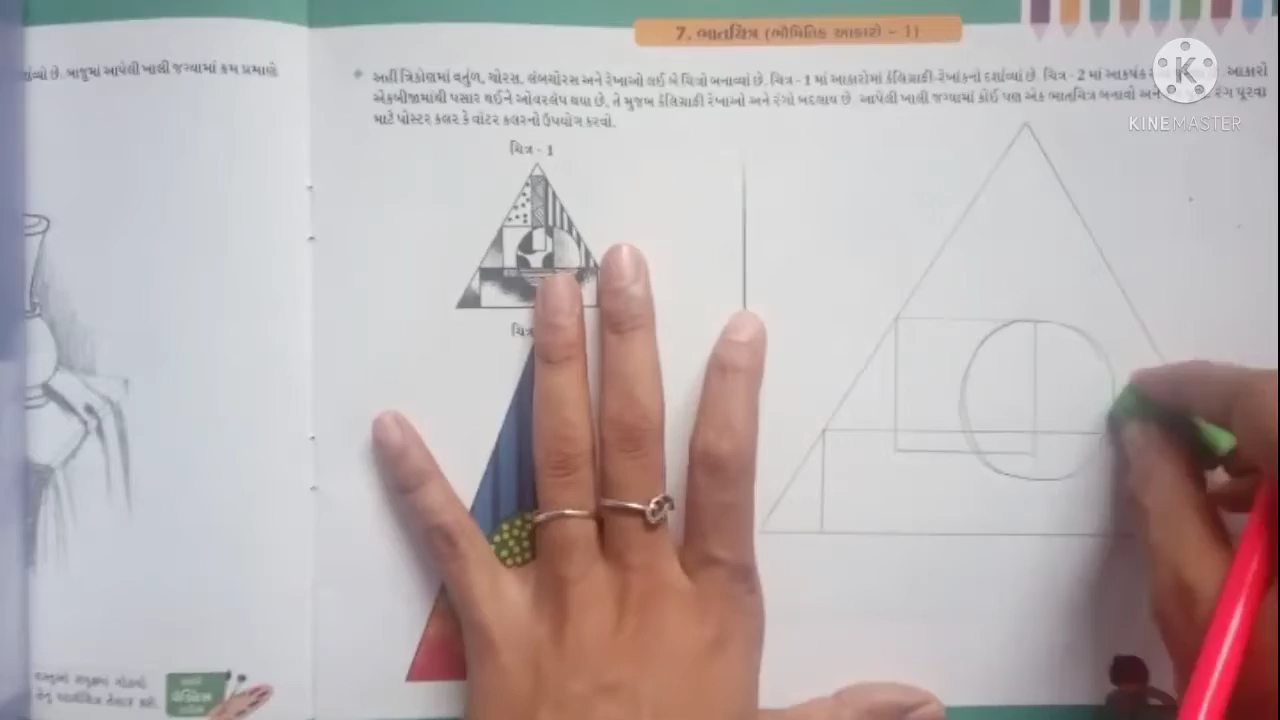 7. ભાતચિત્ર (ભૌમિતિક આકારો - 1)
બાજુમાં આપેલી ખાલી જગ્યામાં ક્રમ પ્રમાણે
અહીં ત્રિકોણમાં વર્તુળ, ચોરસ, લંબચોરસ અને રેખાઓ લઈ બે ચિત્રો બનાવ્યાં છે. ચિત્ર - 1 માં આકારોમાં કેલિગ્રાફી-રેખાંકનો દર્શાવ્યાં છે. ચિત્ર - 2 માં આકર્ષક આકારો
એકબીજામાંથી પસાર થઈને ઓવરલેપ થયા છે, તે મુજબ કેલિગ્રાફી રેખાઓ અને રંગો બદલાય છે. આપેલી ખાલી જગ્યામાં કોઈ પણ એક ભાતચિત્ર બનાવો અને રંગ પૂરવા
માટે પોસ્ટર કલર કે વૉટર કલરનો ઉપયોગ કરવો.
KINEMASTER
ચિત્ર - 1
ચિત્ર